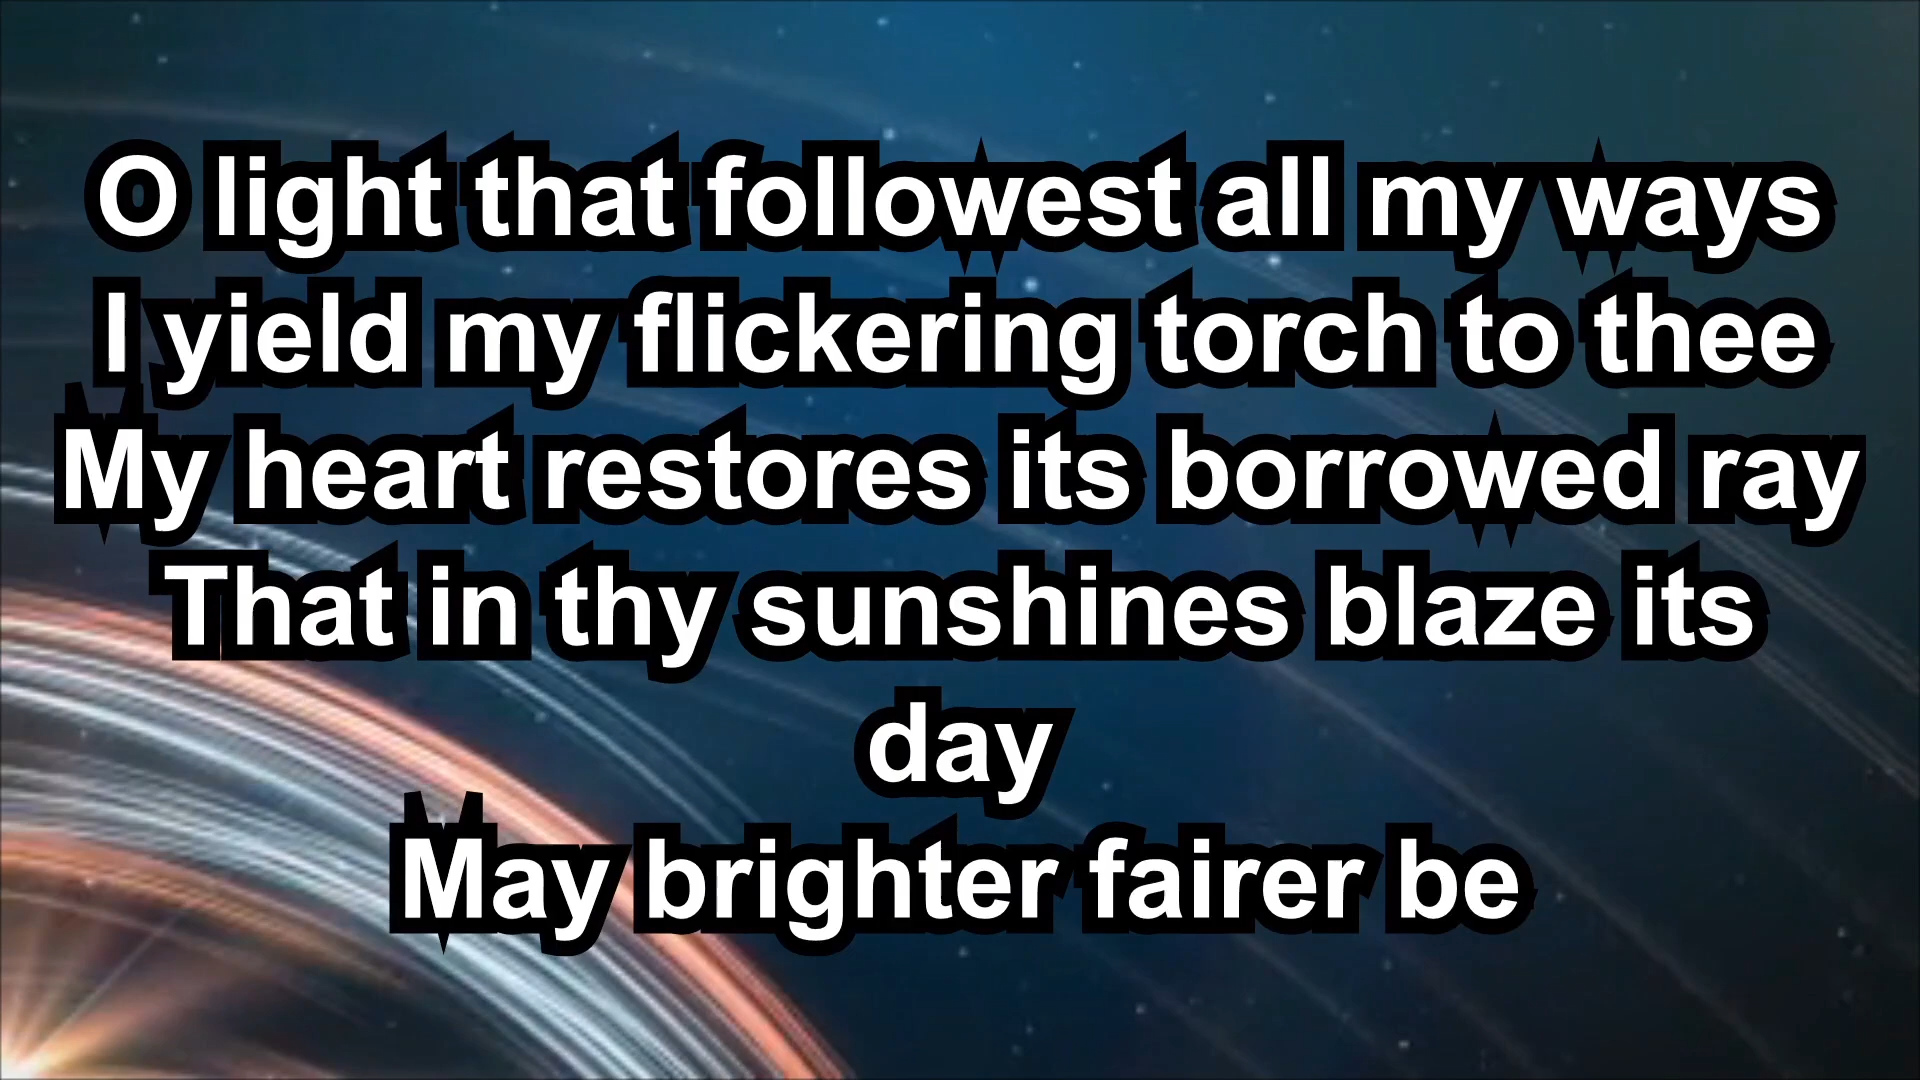 O light that followest all my ways
I yield my flickering torch to thee
My heart restores its borrowed ray
That in thy sunshines blaze its
day
May brighter fairer be